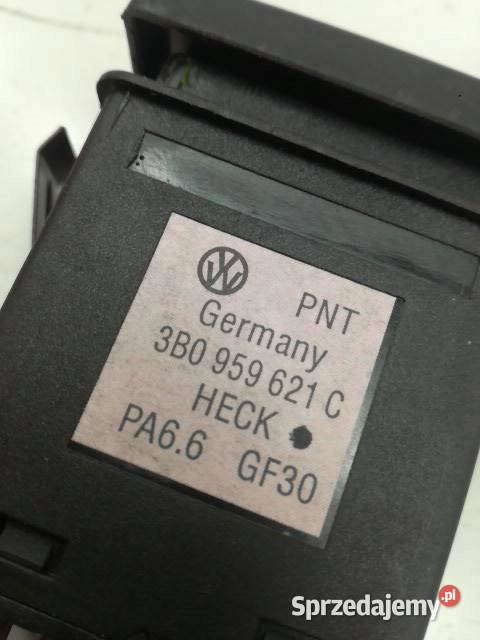 PNT
Germany
3B0 959 621 C
HECK
PA6.6 GF30
Sprzedajemy.pl